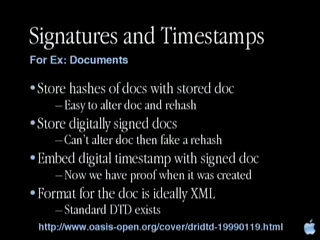 Signatures and Timestamps
For Ex: Documents
• Store hashes of docs with stored doc
– Easy to alter doc and rehash
• Store digitally signed docs
– Can't alter doc then fake a rehash
• Embed digital timestamp with signed doc
– Now we have proof when it was created
• Format for the doc is ideally XML
– Standard DTD exists
http://www.oasis-open.org/cover/dridtd-19990119.html